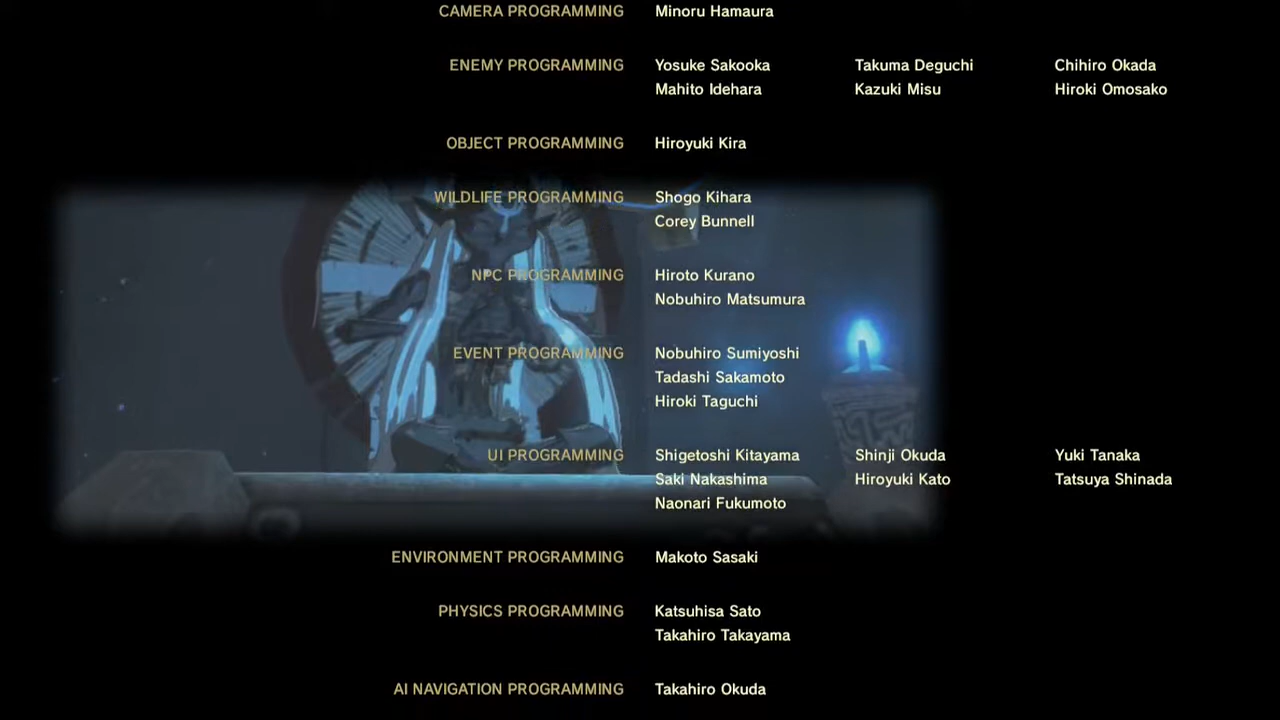 CAMERA PROGRAMMING Minoru Hamaura
ENEMY PROGRAMMING Yosuke Sakooka Takuma Deguchi Chihiro Okada
Mahito Idehara Kazuki Misu Hiroki Omosako
OBJECT PROGRAMMING Hiroyuki Kira
WILDLIFE PROGRAMMING Shogo Kihara
Corey Bunnell
NPC PROGRAMMING Hiroto Kurano
Nobuhiro Matsumura
EVENT PROGRAMMING Nobuhiro Sumiyoshi
Tadashi Sakamoto
Hiroki Taguchi
UI PROGRAMMING Shigetoshi Kitayama Shinji Okuda Yuki Tanaka
Saki Nakashima Hiroyuki Kato Tatsuya Shinada
Naonari Fukumoto
ENVIRONMENT PROGRAMMING Makoto Sasaki
PHYSICS PROGRAMMING Katsuhisa Sato
Takahiro Takayama
AI NAVIGATION PROGRAMMING Takahiro Okuda